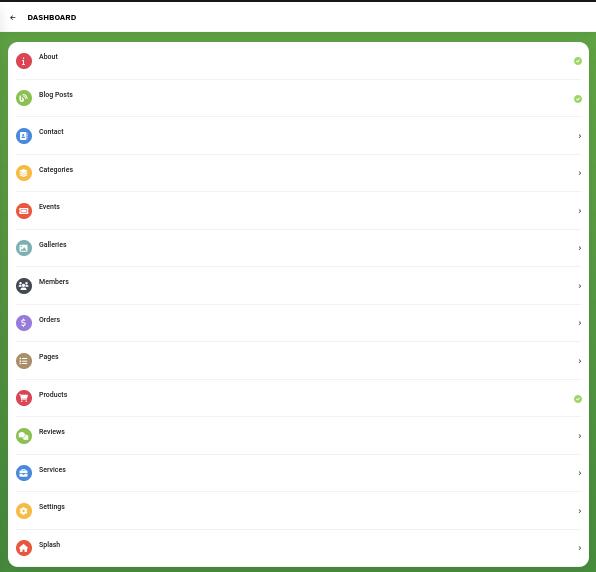 DASHBOARD
About
Blog Posts
Contact
Categories
Events
Galleries
Members
Orders
Pages
Products
Reviews
Services
Settings
Splash